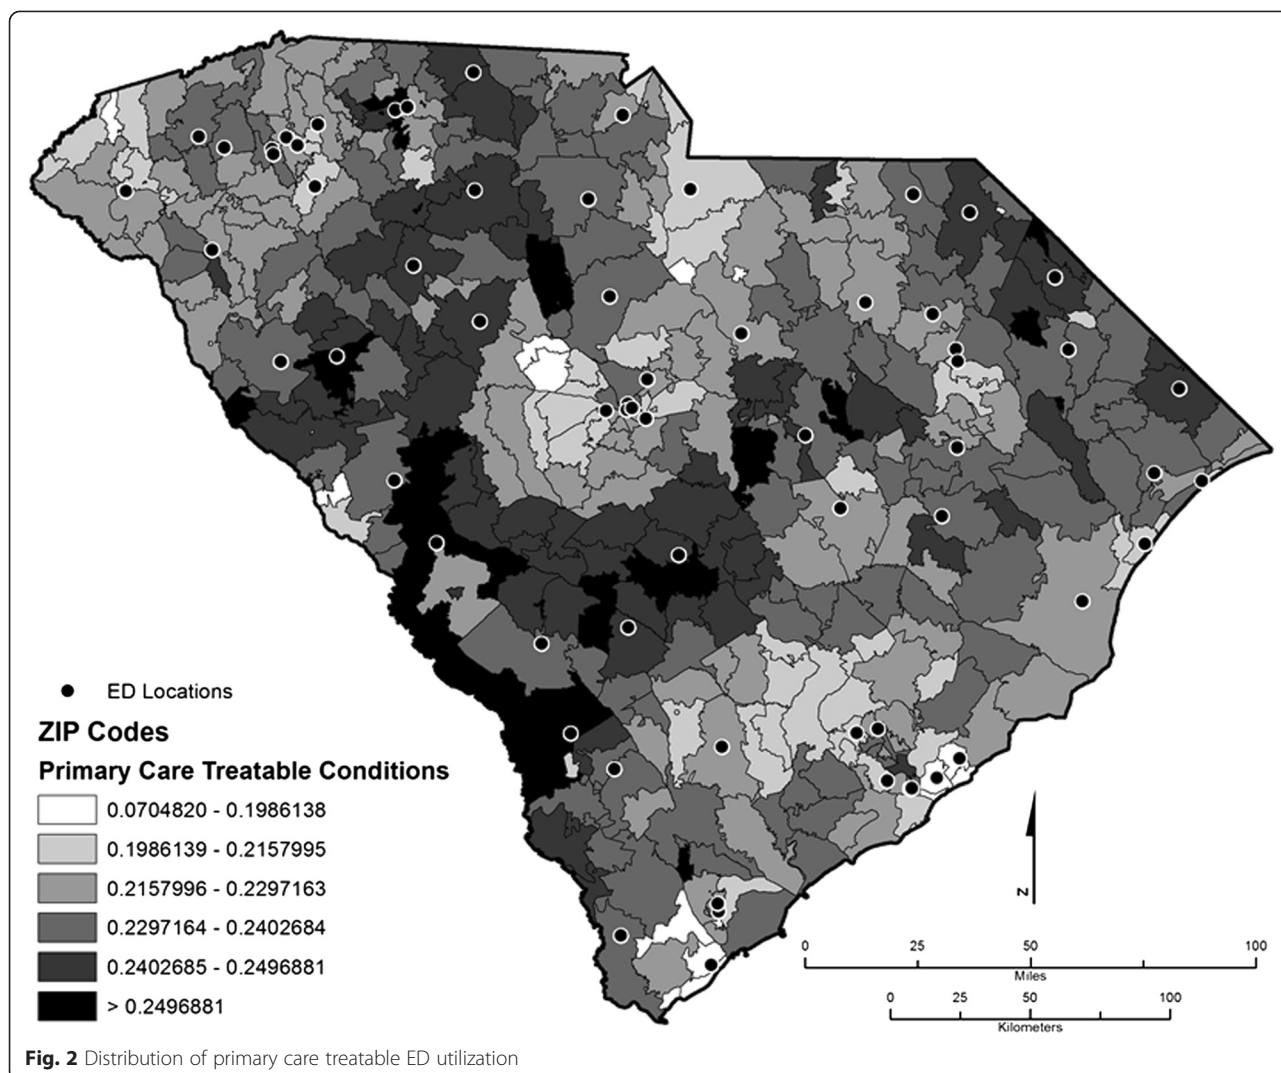 ED Locations
ZIP Codes
Primary Care Treatable Conditions
0.0704820 - 0.1986138
0.1986139 - 0.2157995
0.2157996 - 0.2297163
0.2297164 - 0.2402684
0.2402685 - 0.2496881
> 0.2496881
N
0 25 50 100
Miles
0 25 50 100
Kilometers
Fig. 2 Distribution of primary care treatable ED utilization